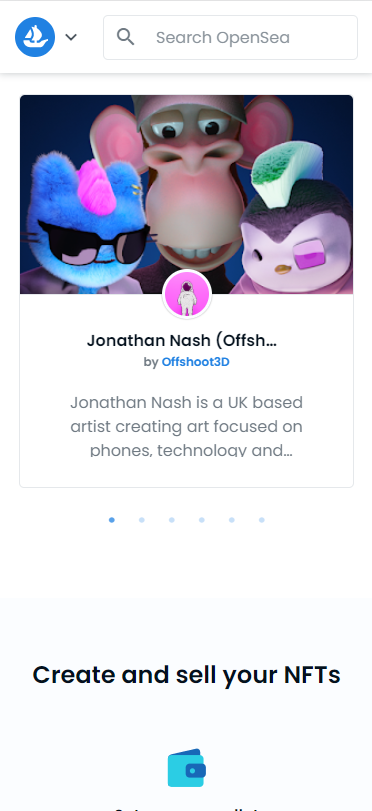 Search OpenSea
Jonathan Nash (Offsh...
by Offshoot3D
Jonathan Nash is a UK based
artist creating art focused on
phones, technology and...
Create and sell your NFTs